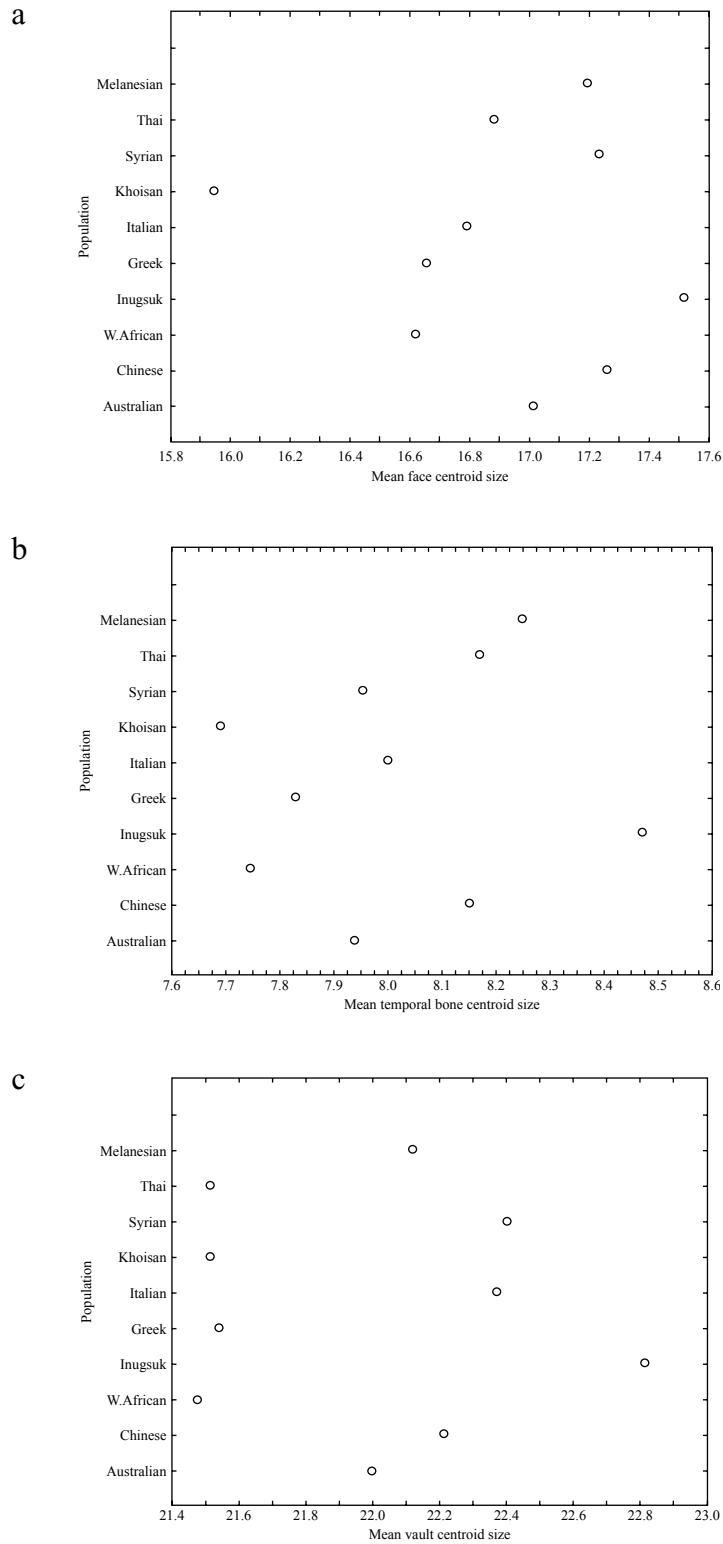 a
Melanesian
Thai
Syrian
Khoisan
Italian
Greek
Inugsuk
W.African
Chinese
Australian
Population
15.8 16.0 16.2 16.4 16.6 16.8 17.0 17.2 17.4 17.6
Mean face centroid size
b
Melanesian
Thai
Syrian
Khoisan
Italian
Greek
Inugsuk
W.African
Chinese
Australian
Population
7.6 7.7 7.8 7.9 8.0 8.1 8.2 8.3 8.4 8.5 8.6
Mean temporal bone centroid size
c
Melanesian
Thai
Syrian
Khoisan
Italian
Greek
Inugsuk
W.African
Chinese
Australian
Population
21.4 21.6 21.8 22.0 22.2 22.4 22.6 22.8 23.0
Mean vault centroid size